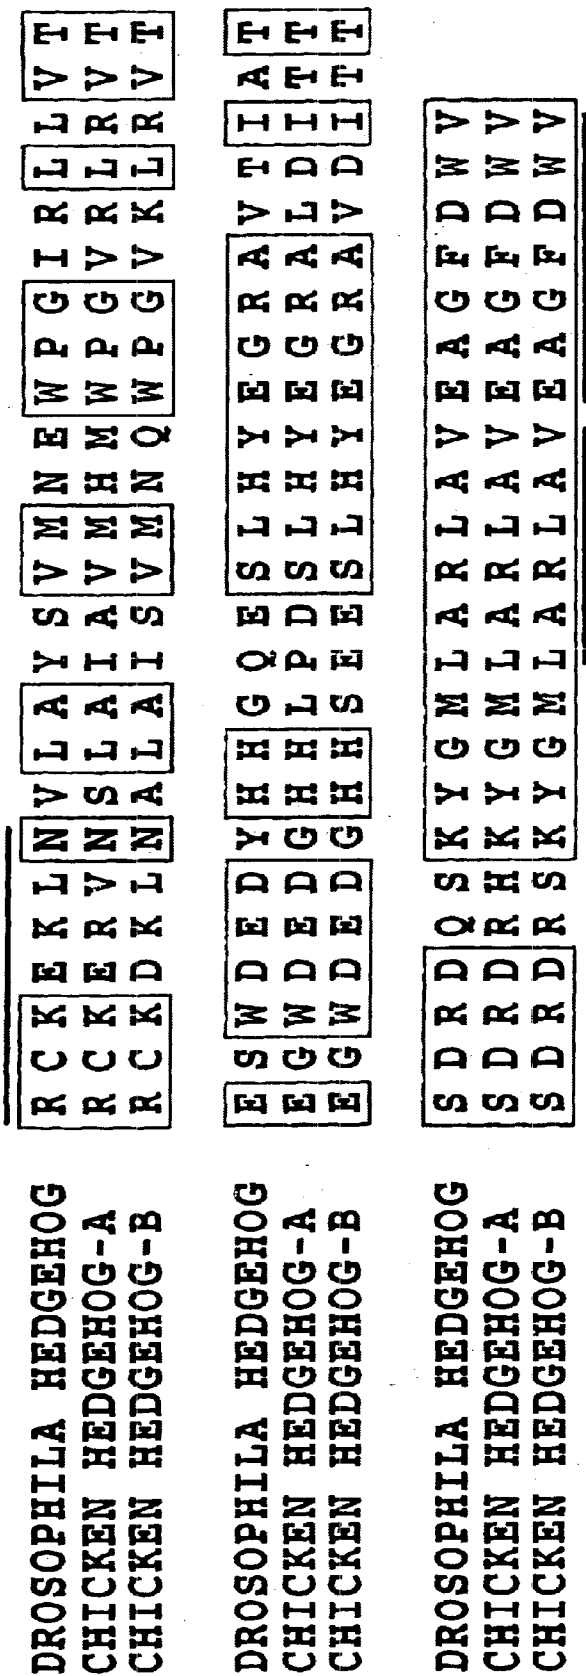 DROSOPHILA HEDGEHOG R C K E K L N V L A Y S V M N E W P G I R L L V T
CHICKEN HEDGEHOG-A R C K E R V N S L A I A V M H M W P G V R L R V T
CHICKEN HEDGEHOG-B R C K D K L N A L A I S V M N Q W P G V K L R V T
DROSOPHILA HEDGEHOG E S W D E D Y H H G Q E S L H Y E G R A V T I A T
CHICKEN HEDGEHOG-A E G W D E D G H H L P D S L H Y E G R A L D I T T
CHICKEN HEDGEHOG-B E G W D E D G H H S E E S L H Y E G R A V D I T T
DROSOPHILA HEDGEHOG S D R D Q S K Y G M L A R L A V E A G F D W V
CHICKEN HEDGEHOG-A S D R D R H K Y G M L A R L A V E A G F D W V
CHICKEN HEDGEHOG-B S D R D R S K Y G M L A R L A V E A G F D W V